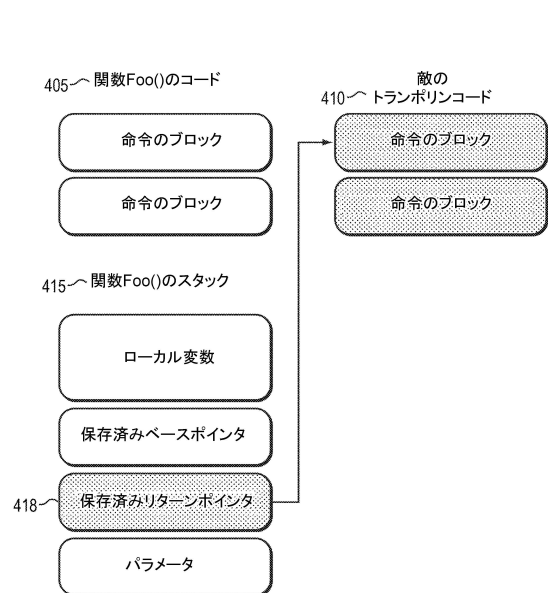 405 関数Foo()のコード
命令のブロック
命令のブロック
敵の
410 トランポリンコード
命令のブロック
命令のブロック
415 関数Foo()のスタック
ローカル変数
保存済みベースポインタ
418 保存済みリターンポインタ
パラメータ